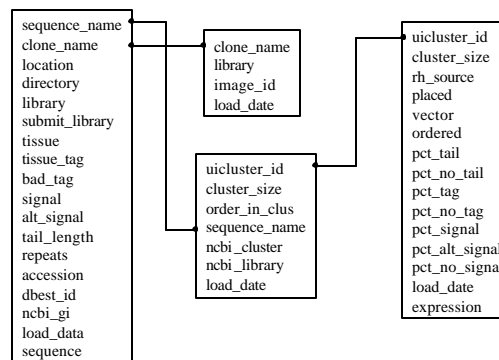 sequence_name
clone_name
location
directory
library
submit_library
tissue
tissue_tag
bad_tag
signal
alt_signal
tail_length
repeats
accession
dbest_id
ncbi_gi
load_data
sequence
clone_name
library
image_id
load_date
uicluster_id
cluster_size
order_in_clus
sequence_name
ncbi_cluster
ncbi_library
load_date
uicluster_id
cluster_size
rh_source
placed
vector
ordered
pct_tail
pct_no_tail
pct_tag
pct_no_tag
pct_signal
pct_alt_signal
pct_no_signal
load_date
expression